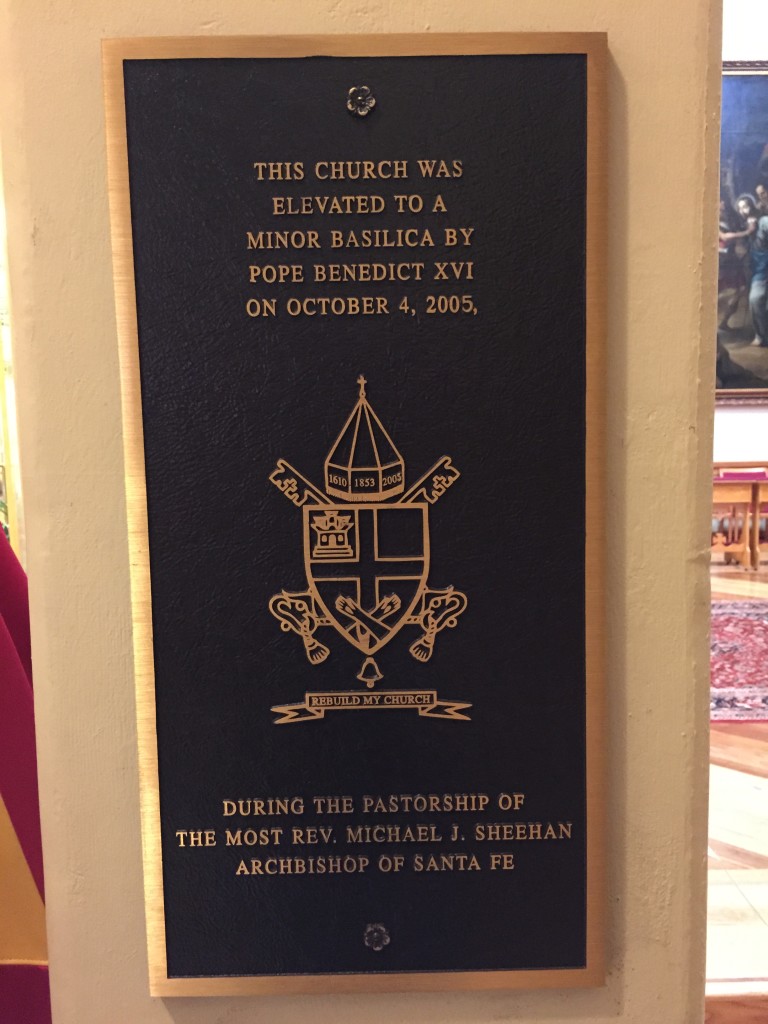 THIS CHURCH WAS
ELEVATED TO A
MINOR BASILICA BY
POPE BENEDICT XVI
ON OCTOBER 4, 2005,
1610 1853 2005
REBUILD MY CHURCH
DURING THE PASTORSHIP OF
THE MOST REV. MICHAEL J. SHEEHAN
ARCHBISHOP OF SANTA FE